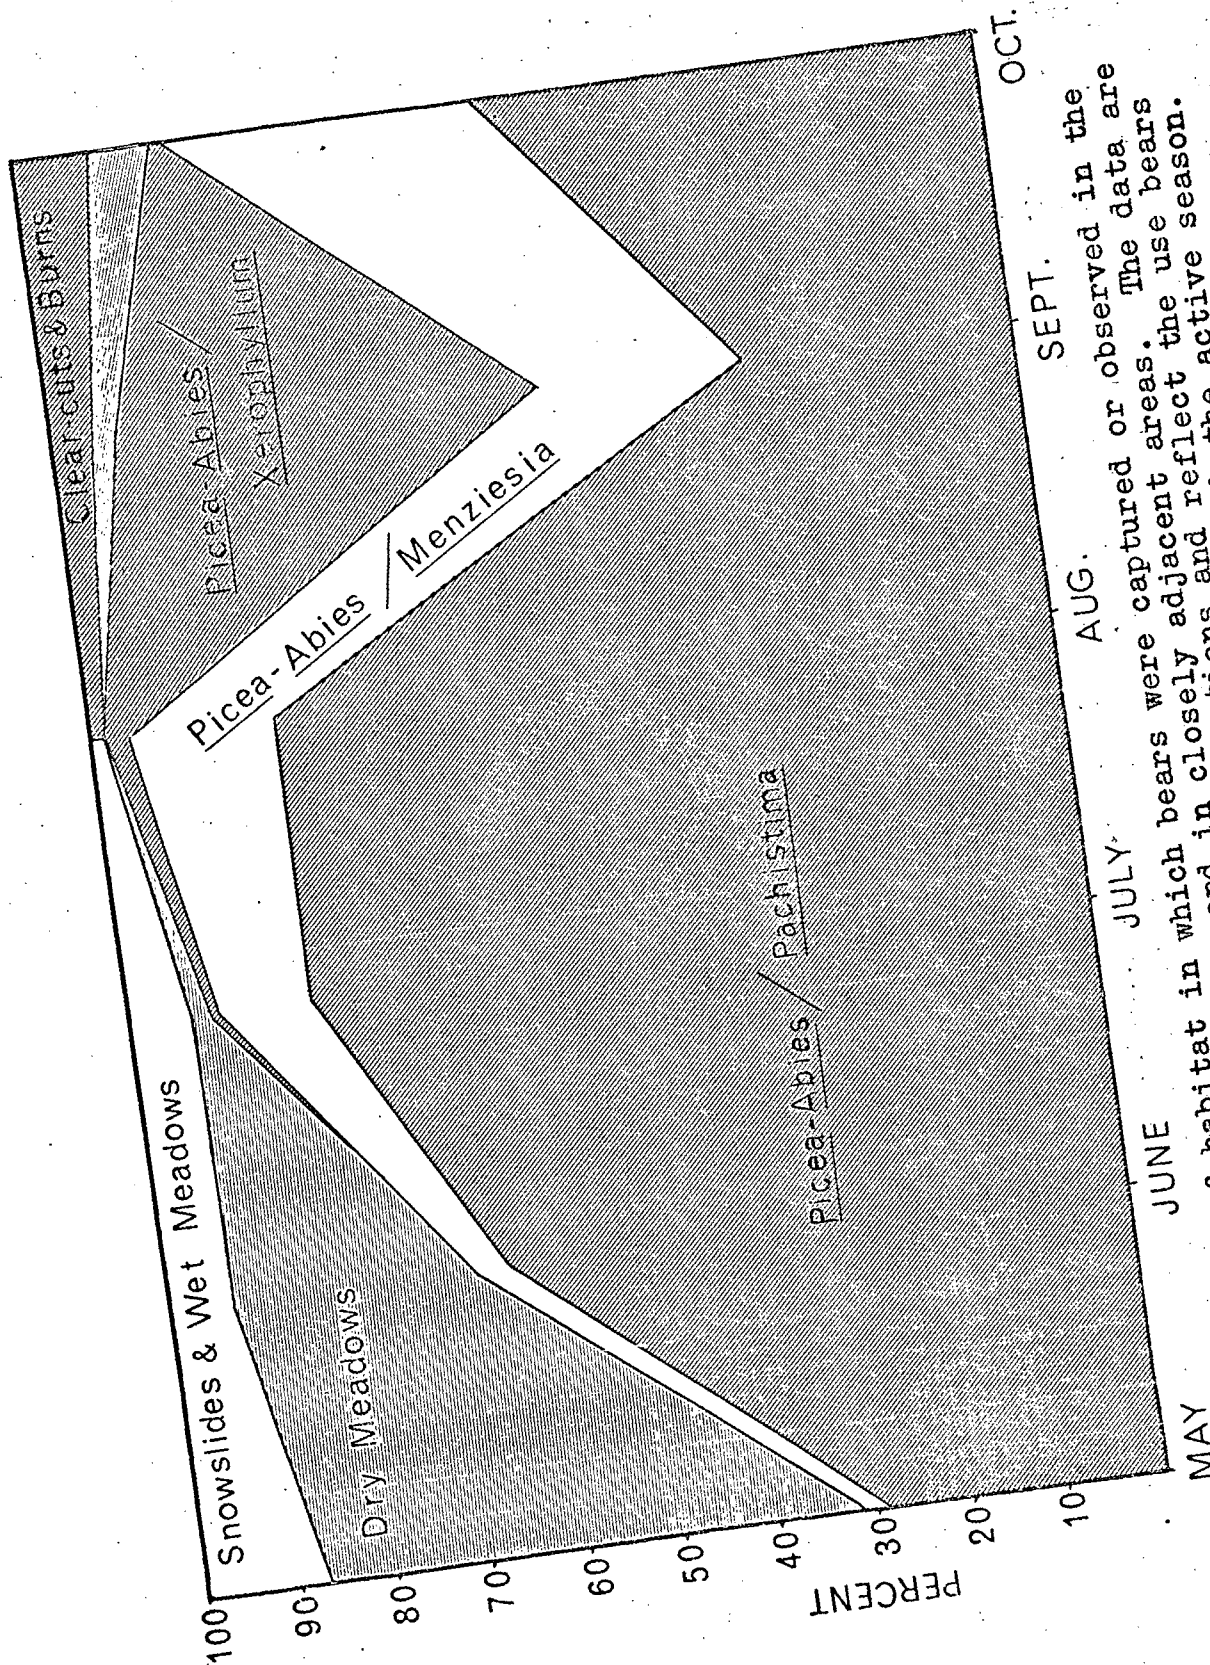 Snowslides & Wet Meadows
Clear-cuts & Burns
Dry Meadows
Picea-Abies /
Xerophyllum
Picea-Abies / Menziesia
Picea-Abies / Pachistima
PERCENT
100
90
80
70
60
50
40
30
20
10
MAY
JUNE
JULY
AUG.
SEPT.
OCT.
habitat in which bears were captured or observed in the
and in closely adjacent areas. The data are
and reflect the use bears
the active season.